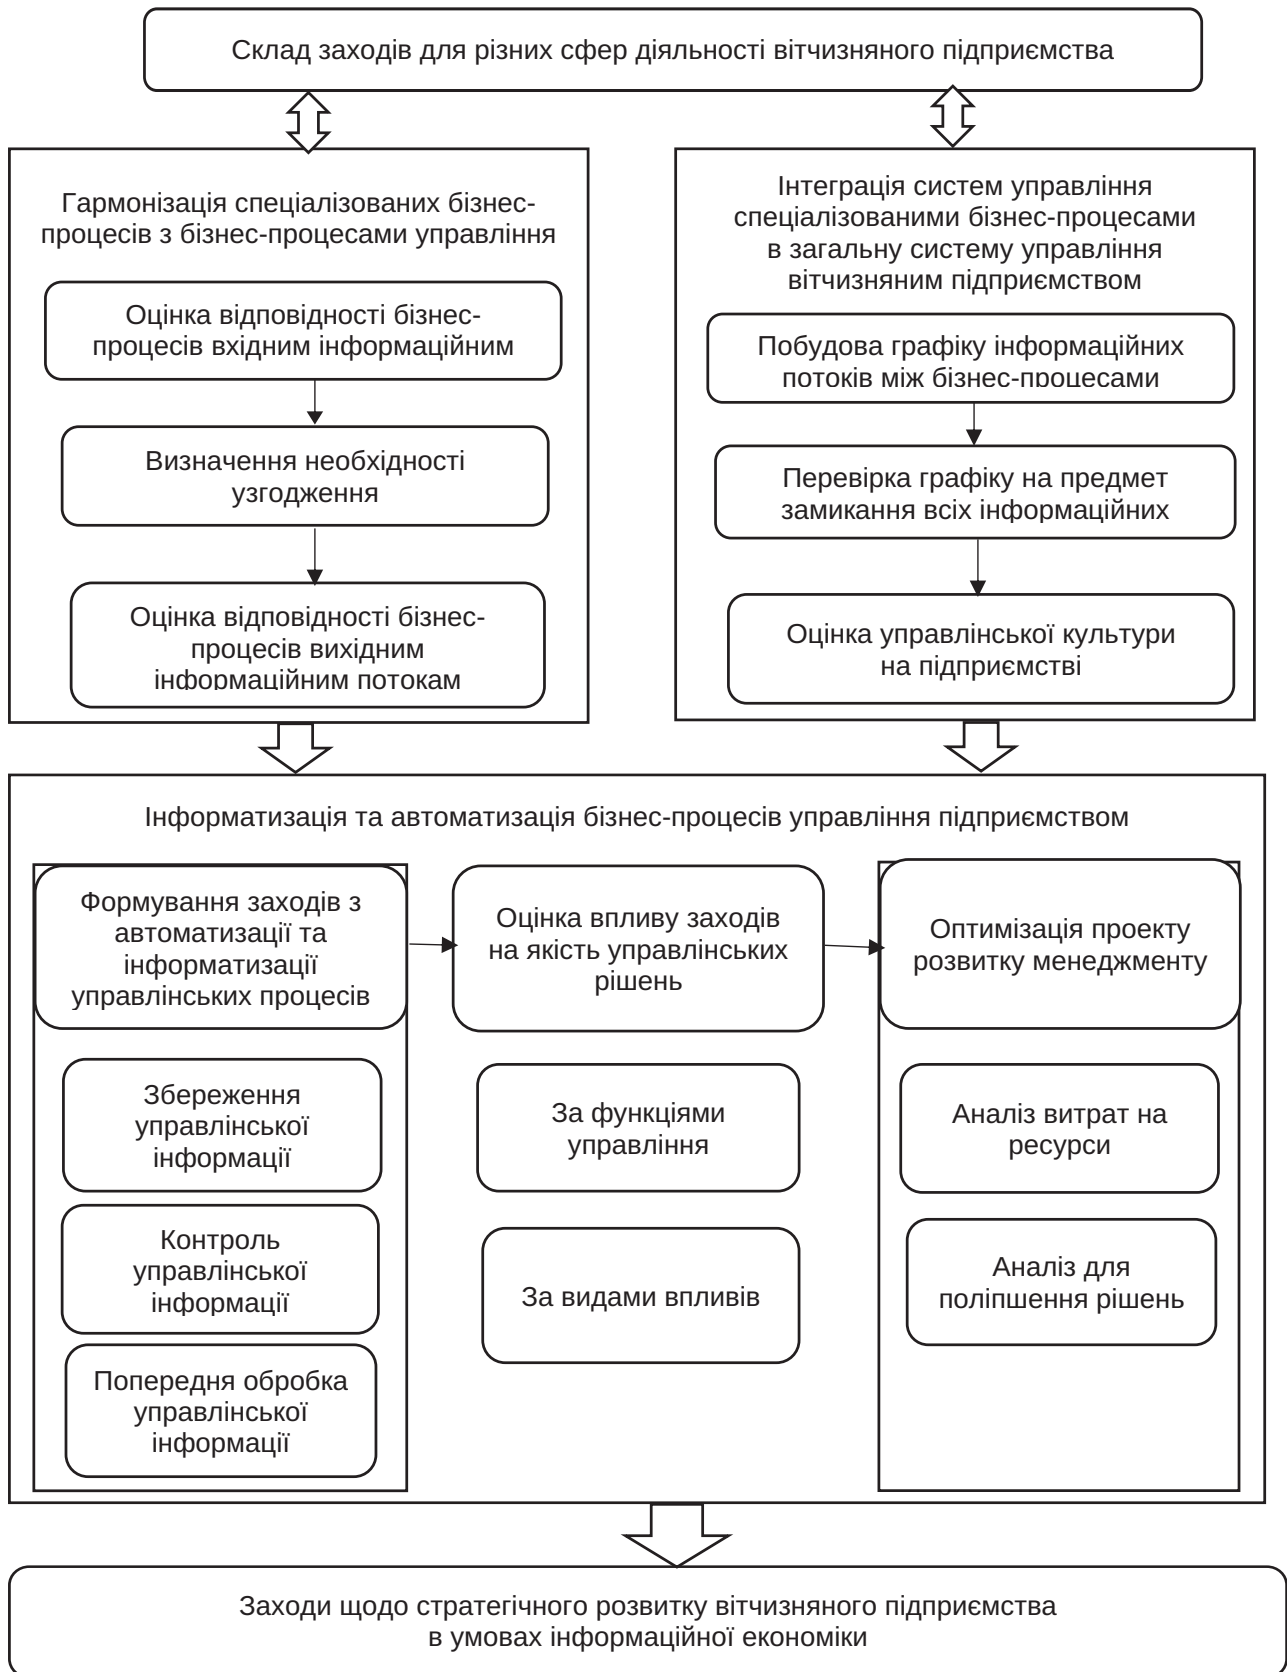 Склад заходів для різних сфер діяльності вітчизняного підприємства
Гармонізація спеціалізованих бізнес-
процесів з бізнес-процесами управління
Оцінка відповідності бізнес-
процесів вхідним інформаційним
Визначення необхідності
узгодження
Оцінка відповідності бізнес-
процесів вихідним
інформаційним потокам
Інтеграція систем управління
спеціалізованими бізнес-процесами
в загальну систему управління
вітчизняним підприємством
Побудова графіку інформаційних
потоків між бізнес-процесами
Перевірка графіку на предмет
замикання всіх інформаційних
Оцінка управлінської культури
на підприємстві
Інформатизація та автоматизація бізнес-процесів управління підприємством
Формування заходів з
автоматизації та
інформатизації
управлінських процесів
Збереження
управлінської
інформації
Контроль
управлінської
інформації
Попередня обробка
управлінської
інформації
Оцінка впливу заходів
на якість управлінських
рішень
За функціями
управління
За видами впливів
Оптимізація проекту
розвитку менеджменту
Аналіз витрат на
ресурси
Аналіз для
поліпшення рішень
Заходи щодо стратегічного розвитку вітчизняного підприємства
в умовах інформаційної економіки